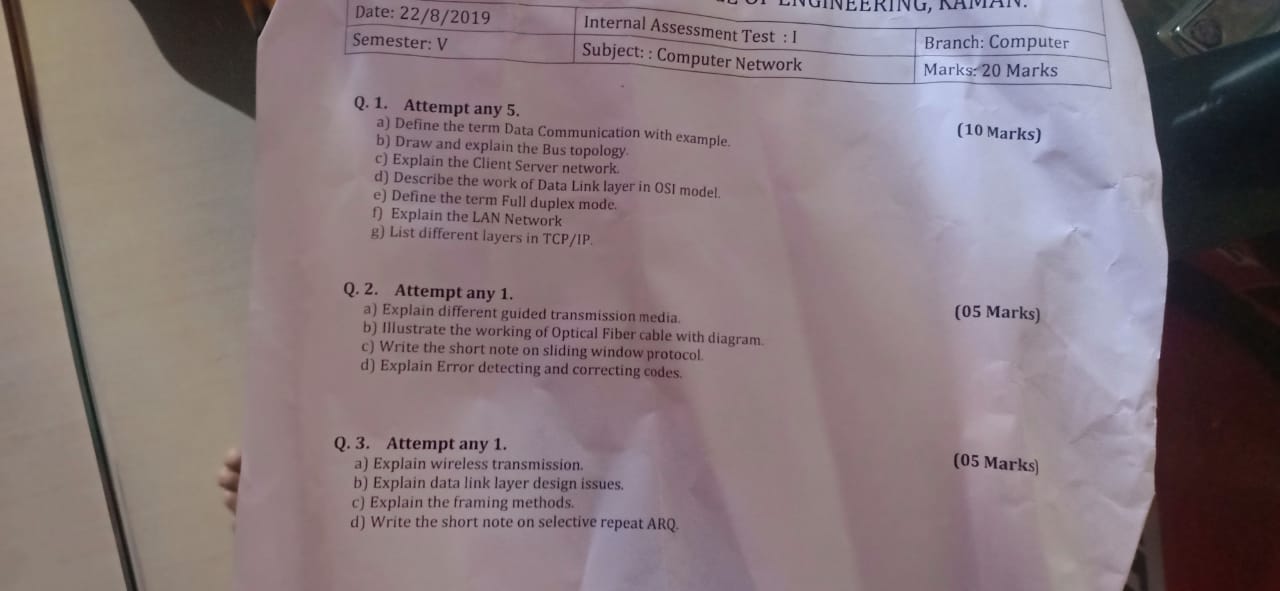 ENGINEERING, KAMAN.
Date: 22/8/2019
Internal Assessment Test : I
Branch: Computer
Semester: V
Subject: : Computer Network
Marks: 20 Marks
Q. 1. Attempt any 5. (10 Marks)
a) Define the term Data Communication with example.
b) Draw and explain the Bus topology.
c) Explain the Client Server network.
d) Describe the work of Data Link layer in OSI model.
e) Define the term Full duplex mode.
f) Explain the LAN Network
g) List different layers in TCP/IP.
Q. 2. Attempt any 1. (05 Marks)
a) Explain different guided transmission media.
b) Illustrate the working of Optical Fiber cable with diagram.
c) Write the short note on sliding window protocol.
d) Explain Error detecting and correcting codes.
Q. 3. Attempt any 1. (05 Marks)
a) Explain wireless transmission.
b) Explain data link layer design issues.
c) Explain the framing methods.
d) Write the short note on selective repeat ARQ.